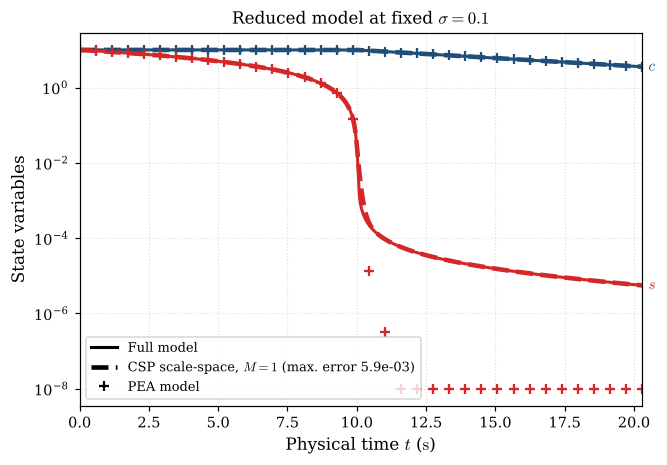 Reduced model at fixed σ = 0.1
State variables
10⁰
10⁻²
10⁻⁴
10⁻⁶
10⁻⁸
c
s
Full model
CSP scale-space, M = 1 (max. error 5.9e-03)
PEA model
0.0 2.5 5.0 7.5 10.0 12.5 15.0 17.5 20.0
Physical time t (s)